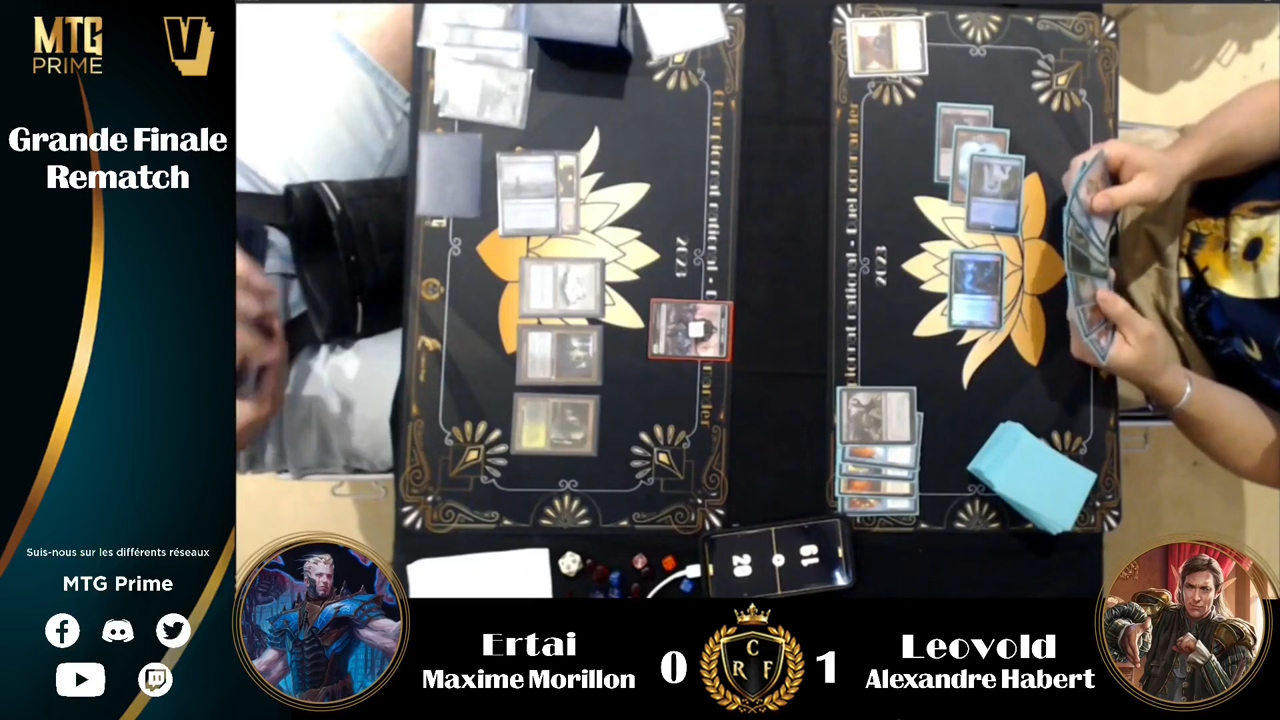 MTG
PRIME
V
Grande Finale
Rematch
Suis-nous sur les différents réseaux
MTG Prime
Ertai
Maxime Morillon
0
CRF
1
Leovold
Alexandre Habert
2023
2023
20
19